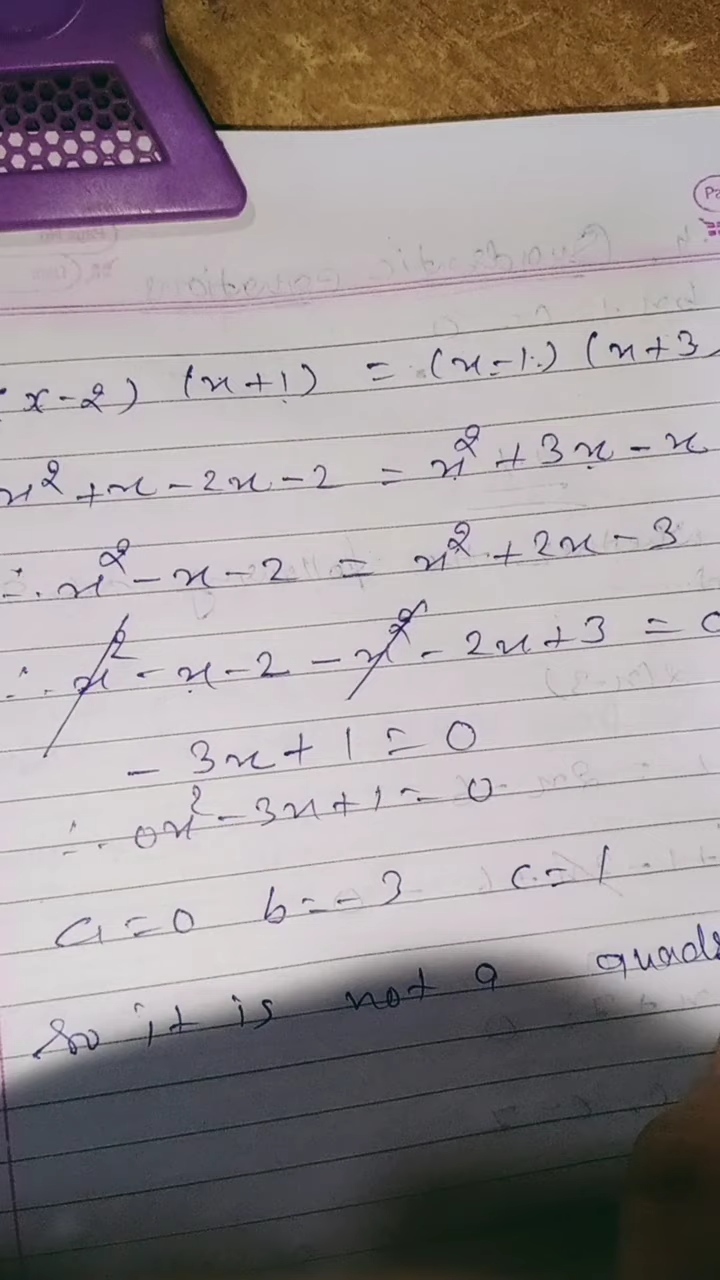 (x-2) (x+1) = (x-1) (x+3
x² +x - 2x - 2 = x² + 3x - x
∴ x² - x - 2 = x² + 2x - 3
∴ x² - x - 2 - x² - 2x + 3 = 0
- 3x + 1 = 0
∴ 0x² - 3x + 1 = 0
a = 0 b = - 3 c = 1
So it is not a